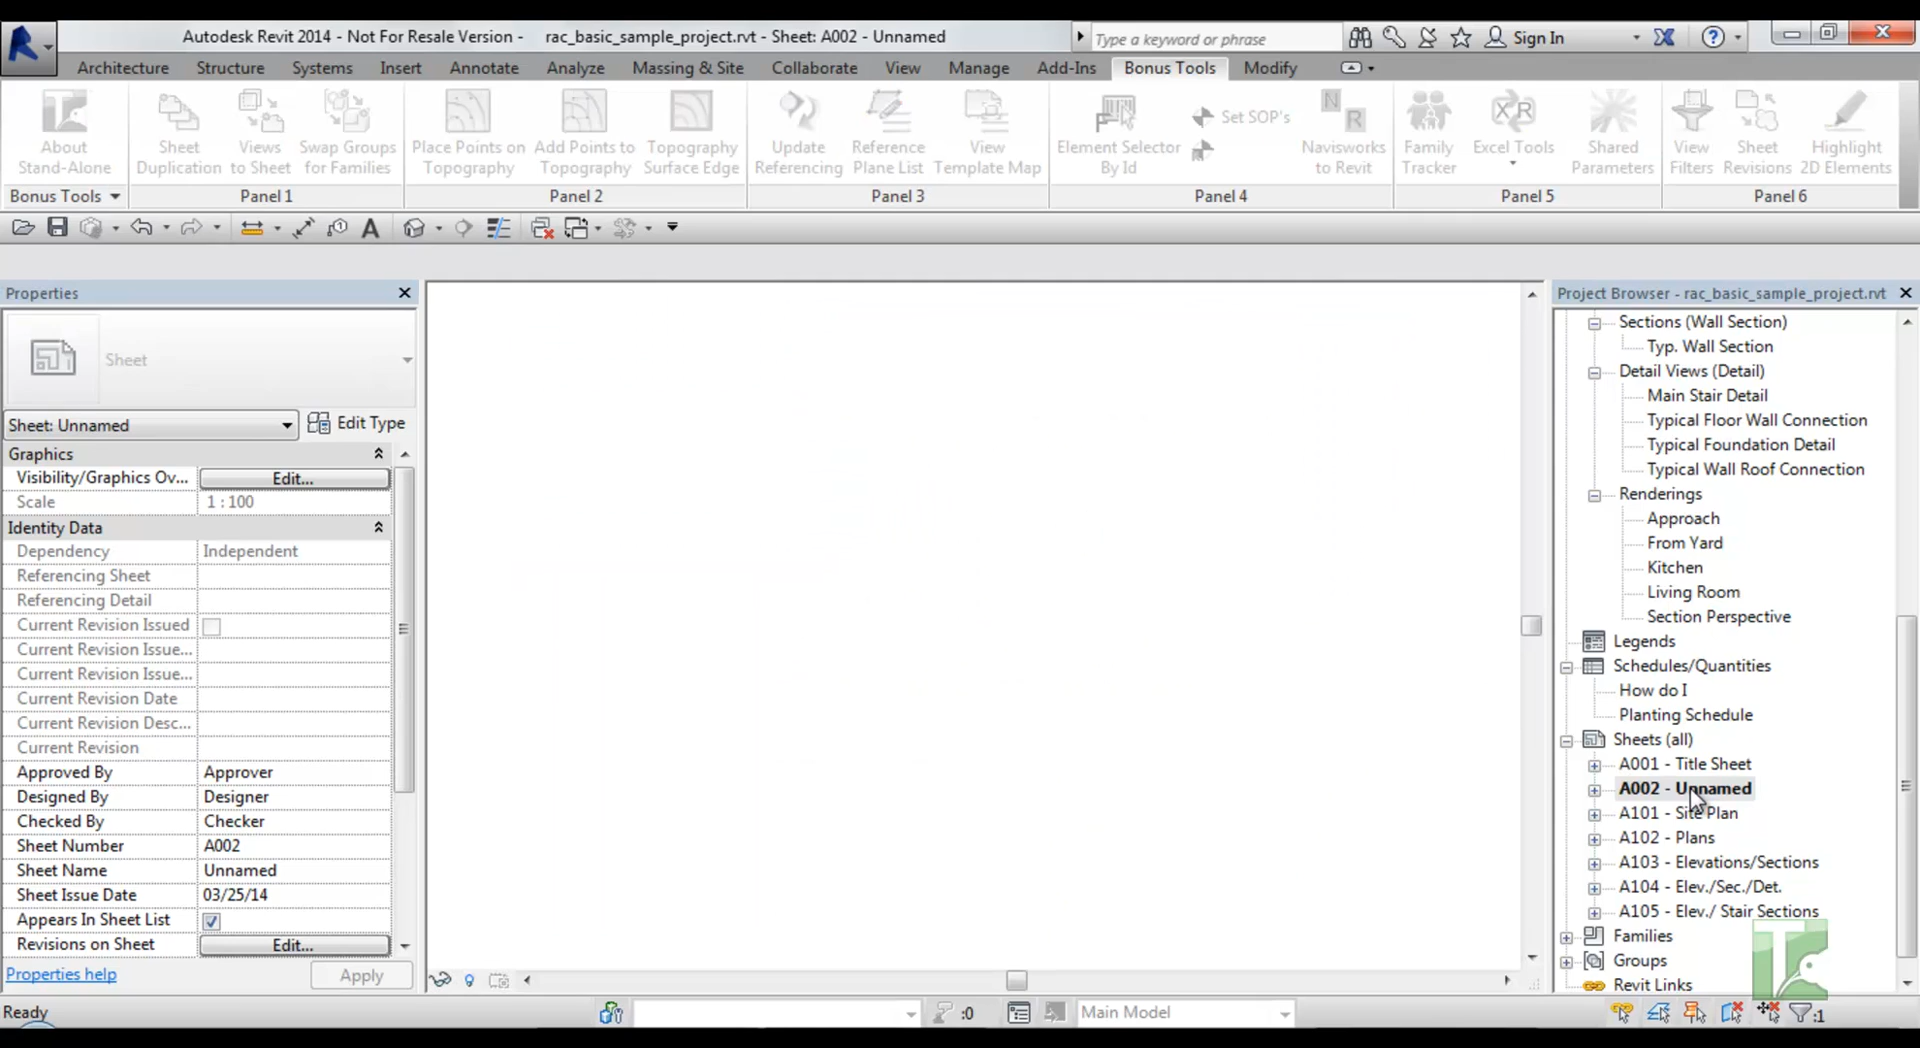 Autodesk Revit 2014 - Not For Resale Version - rac_basic_sample_project.rvt - Sheet: A002 - Unnamed
Type a keyword or phrase
Sign In
Architecture Structure Systems Insert Annotate Analyze Massing & Site Collaborate View Manage Add-Ins Bonus Tools Modify
About Stand-Alone
Sheet Duplication
Views to Sheet
Swap Groups for Families
Place Points on Topography
Add Points to Topography
Topography Surface Edge
Update Referencing
Reference Plane List
View Template Map
Element Selector By Id
Set SOP's
Navisworks to Revit
Family Tracker
Excel Tools
Shared Parameters
View Filters
Sheet Revisions
Highlight 2D Elements
Bonus Tools Panel 1 Panel 2 Panel 3 Panel 4 Panel 5 Panel 6
Properties
Sheet
Sheet: Unnamed Edit Type
Graphics
Visibility/Graphics Ov... Edit...
Scale 1 : 100
Identity Data
Dependency Independent
Referencing Sheet
Referencing Detail
Current Revision Issued
Current Revision Issue...
Current Revision Issue...
Current Revision Date
Current Revision Desc...
Current Revision
Approved By Approver
Designed By Designer
Checked By Checker
Sheet Number A002
Sheet Name Unnamed
Sheet Issue Date 03/25/14
Appears In Sheet List
Revisions on Sheet Edit...
Properties help Apply
Project Browser - rac_basic_sample_project.rvt
Sections (Wall Section)
Typ. Wall Section
Detail Views (Detail)
Main Stair Detail
Typical Floor Wall Connection
Typical Foundation Detail
Typical Wall Roof Connection
Renderings
Approach
From Yard
Kitchen
Living Room
Section Perspective
Legends
Schedules/Quantities
How do I
Planting Schedule
Sheets (all)
A001 - Title Sheet
A002 - Unnamed
A101 - Site Plan
A102 - Plans
A103 - Elevations/Sections
A104 - Elev./Sec./Det.
A105 - Elev./ Stair Sections
Families
Groups
Revit Links
Ready
:0
Main Model
:1